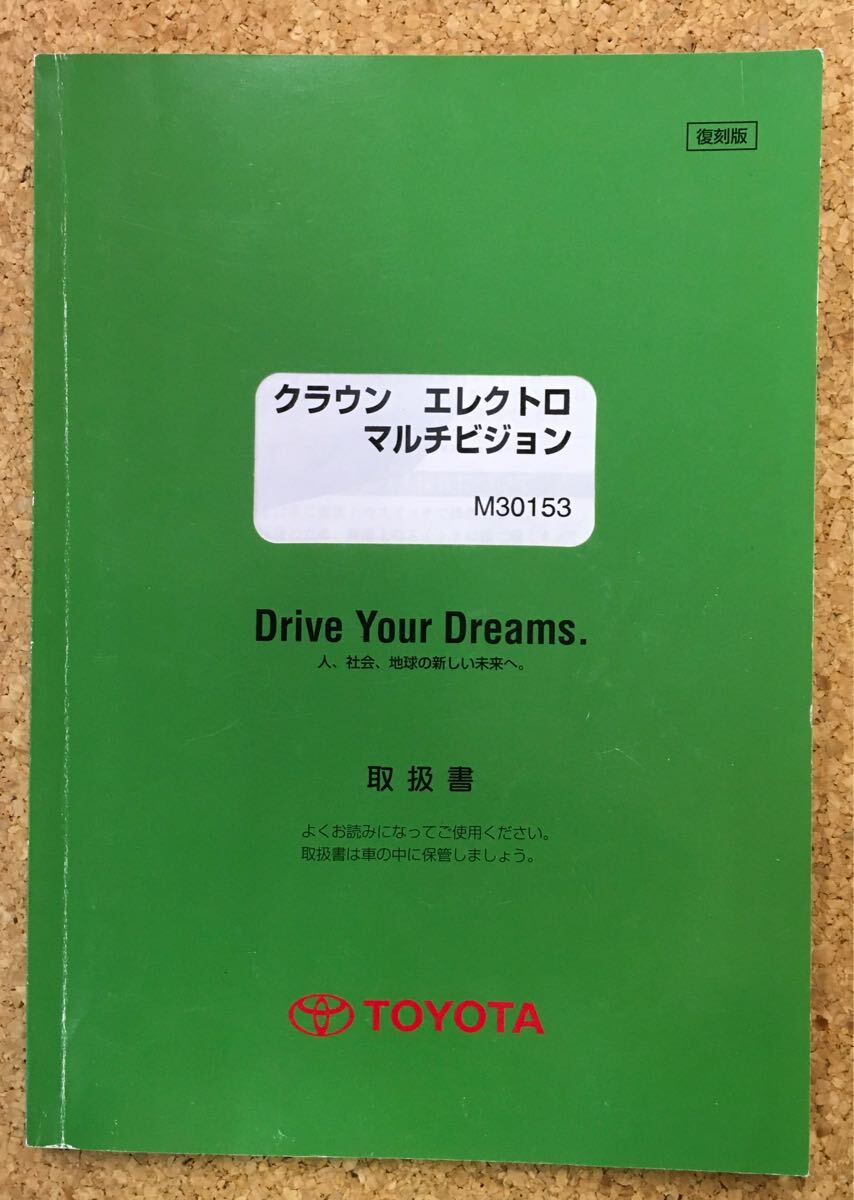 復刻版
クラウン　エレクトロ
マルチビジョン
M30153
Drive Your Dreams.
人、社会、地球の新しい未来へ。
取扱書
よくお読みになってご使用ください。
取扱書は車の中に保管しましょう。
TOYOTA